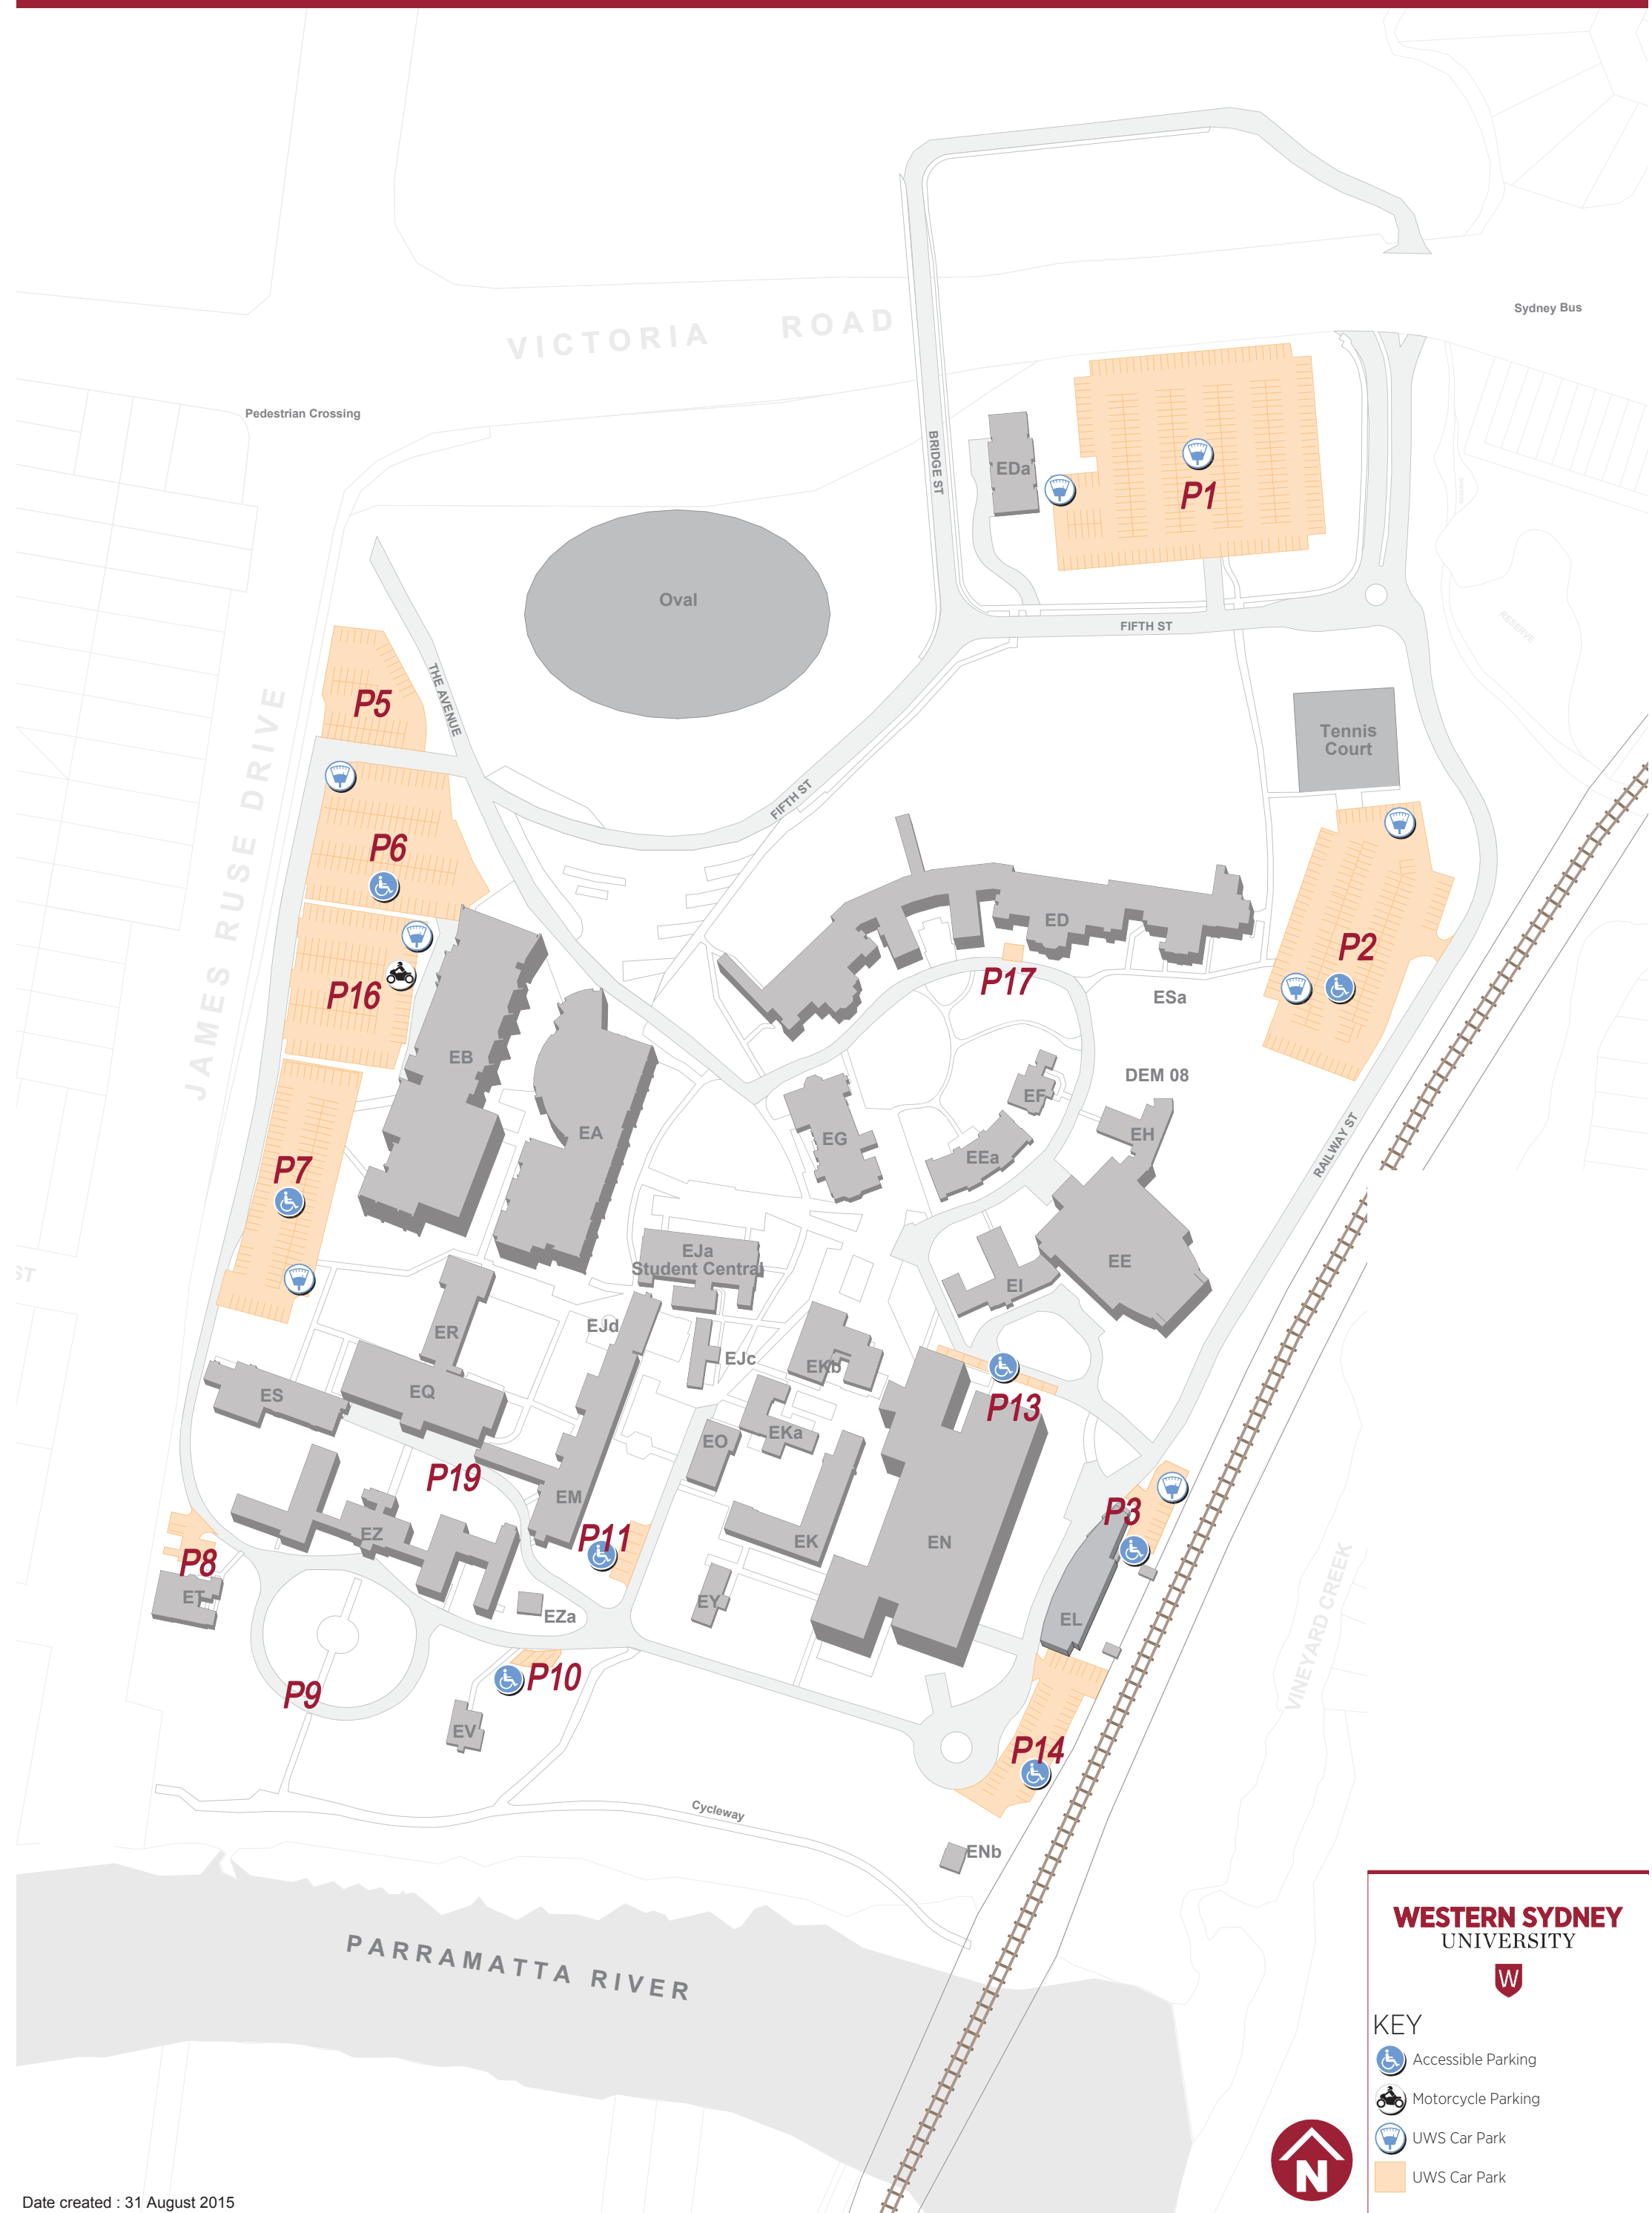 Sydney Bus
VICTORIA ROAD
Pedestrian Crossing
BRIDGE ST
EDa
P1
Oval
FIFTH ST
RESERVE
THE AVENUE
P5
JAMES RUSE DRIVE
Tennis
Court
FIFTH ST
P6
ED
P2
P17
P16
ESa
EB
DEM 08
EF
EA
EG
EH
EEa
RAILWAY ST
P7
EJa
Student Central
EE
ST
EI
EJd
ER
EJc
EKb
ES
EQ
P13
EKa
EO
P19
EM
P3
EZ
P11
EK
EN
P8
ET
EY
EZa
EL
VINEYARD CREEK
P10
P9
EV
P14
Cycleway
ENb
PARRAMATTA RIVER
WESTERN SYDNEY
UNIVERSITY
W
KEY
Accessible Parking
Motorcycle Parking
UWS Car Park
UWS Car Park
N
Date created : 31 August 2015